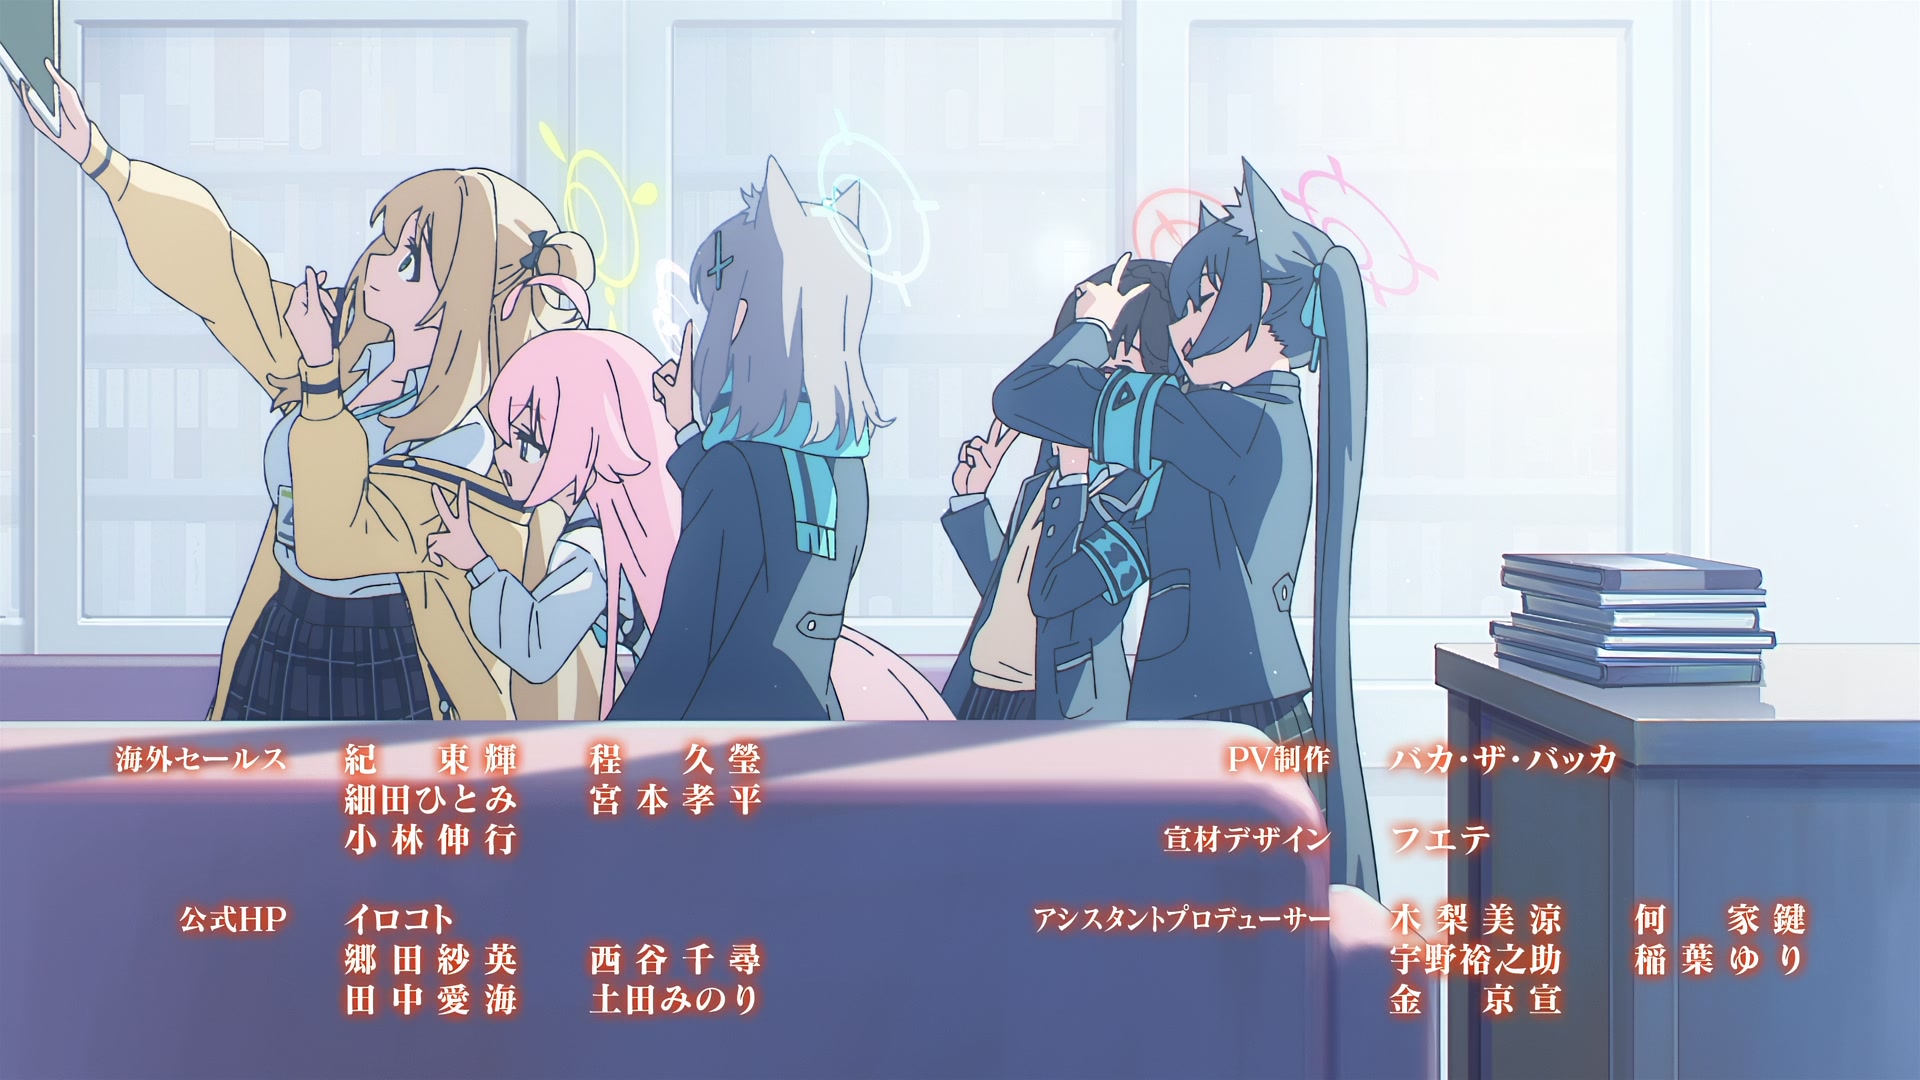 海外セールス 紀東輝 程久瑩
細田ひとみ 宮本孝平
小林伸行
公式HP イロコト
郷田紗英 西谷千尋
田中愛海 土田みのり
PV制作 バカ・ザ・バッカ
宣材デザイン フエテ
アシスタントプロデューサー 木梨美涼 何家鍵
宇野裕之助 稲葉ゆり
金京宣